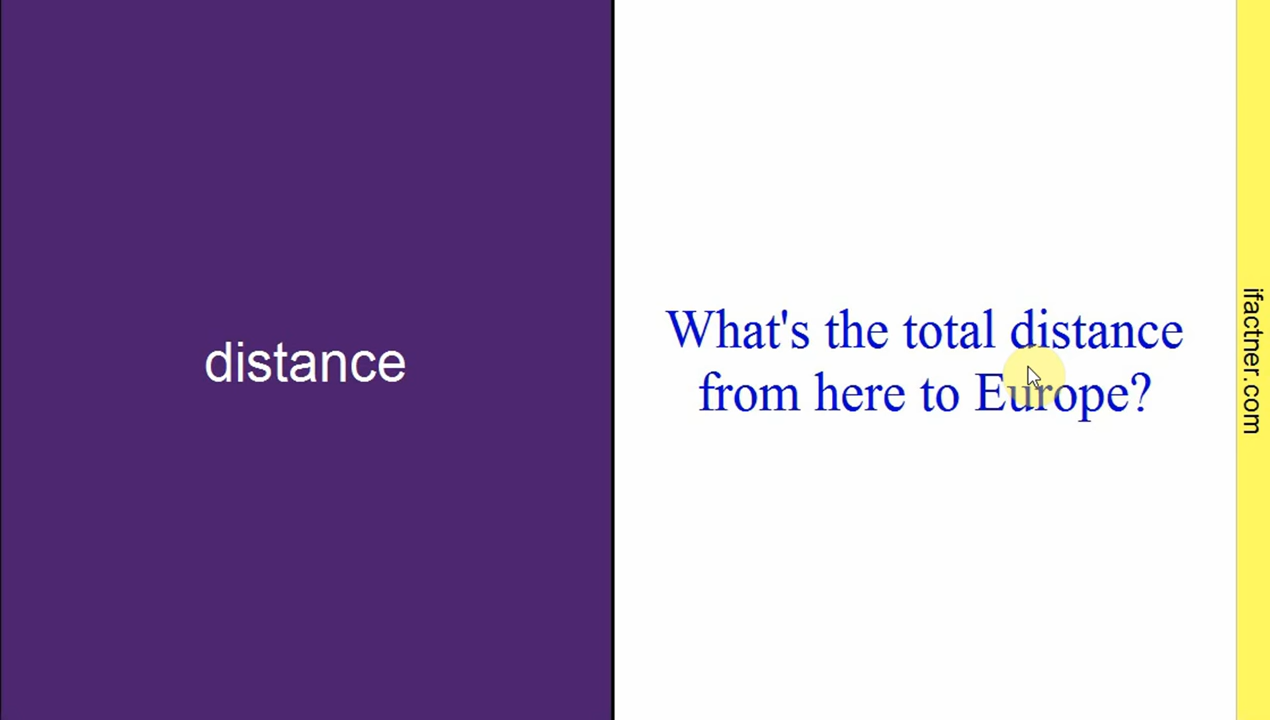 distance
What's the total distance
from here to Europe?
ifactner.com